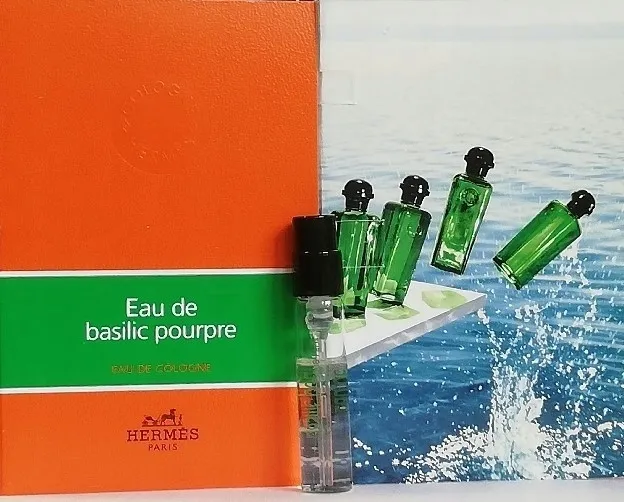 Eau de
basilic pourpre
EAU DE COLOGNE
HERMÈS
PARIS